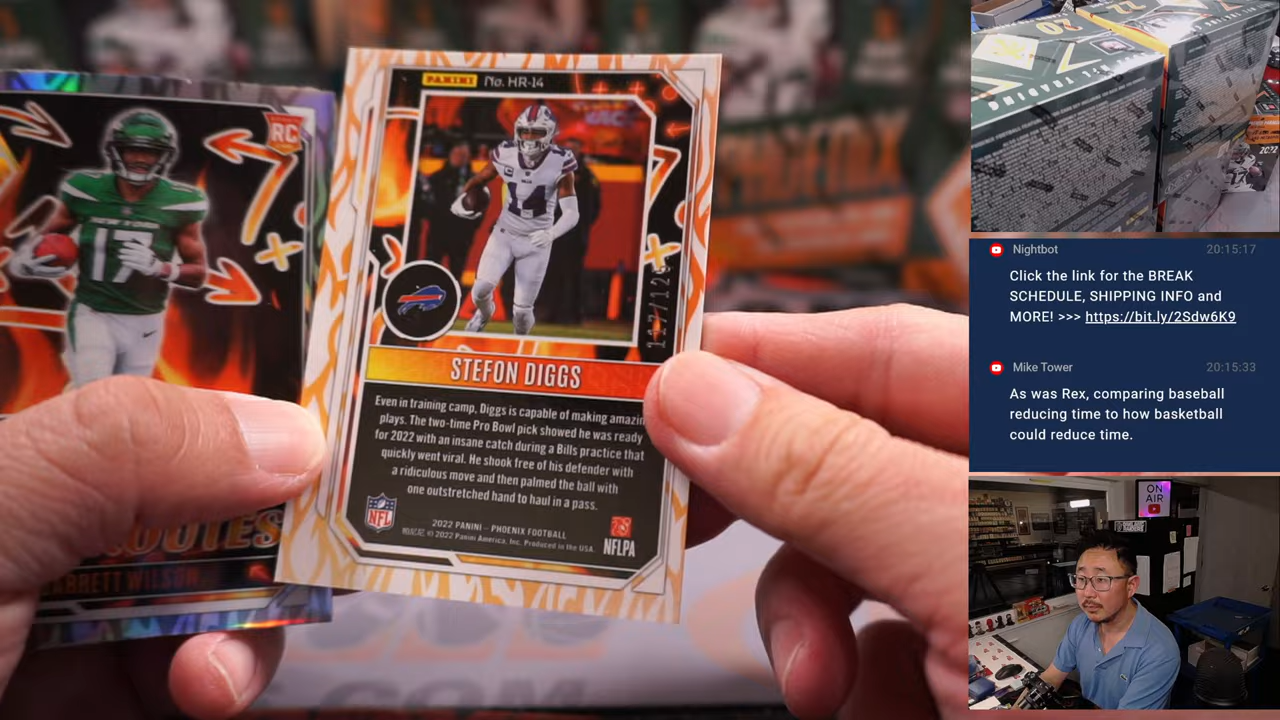 PANINI No. HR-14
RC
17
14
STEFON DIGGS
Even in training camp, Diggs is capable of making amazin
plays. The two-time Pro Bowl pick showed he was ready
for 2022 with an insane catch during a Bills practice that
quickly went viral. He shook free of his defender with
a ridiculous move and then palmed the ball with
one outstretched hand to haul in a pass.
NFL
2022 PANINI – PHOENIX FOOTBALL
© 2022 Panini America, Inc. Produced in the USA.
NFLPA
ARRETT WILSON
Nightbot 20:15:17
Click the link for the BREAK
SCHEDULE, SHIPPING INFO and
MORE! >>> https://bit.ly/2Sdw6K9
Mike Tower 20:15:33
As was Rex, comparing baseball
reducing time to how basketball
could reduce time.
ON
AIR